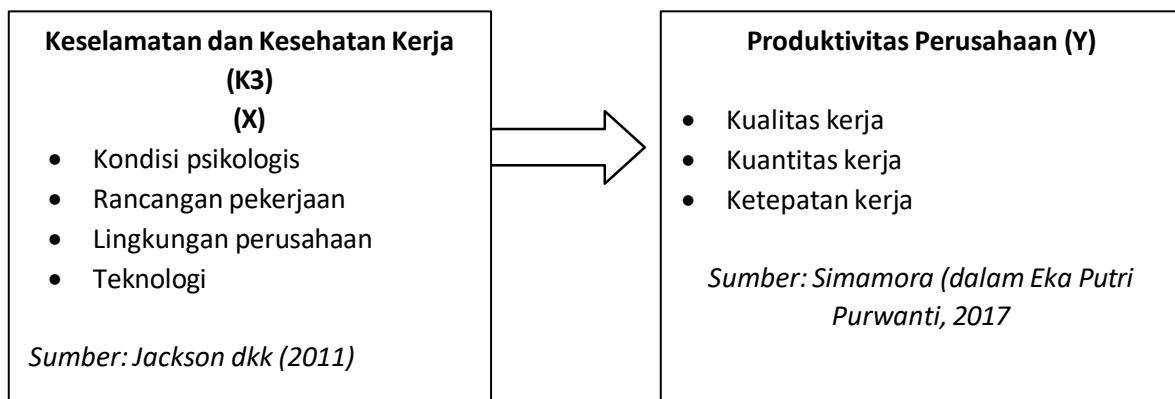 Keselamatan dan Kesehatan Kerja
(K3)
(X)
• Kondisi psikologis
• Rancangan pekerjaan
• Lingkungan perusahaan
• Teknologi
Sumber: Jackson dkk (2011)
Produktivitas Perusahaan (Y)
• Kualitas kerja
• Kuantitas kerja
• Ketepatan kerja
Sumber: Simamora (dalam Eka Putri
Purwanti, 2017